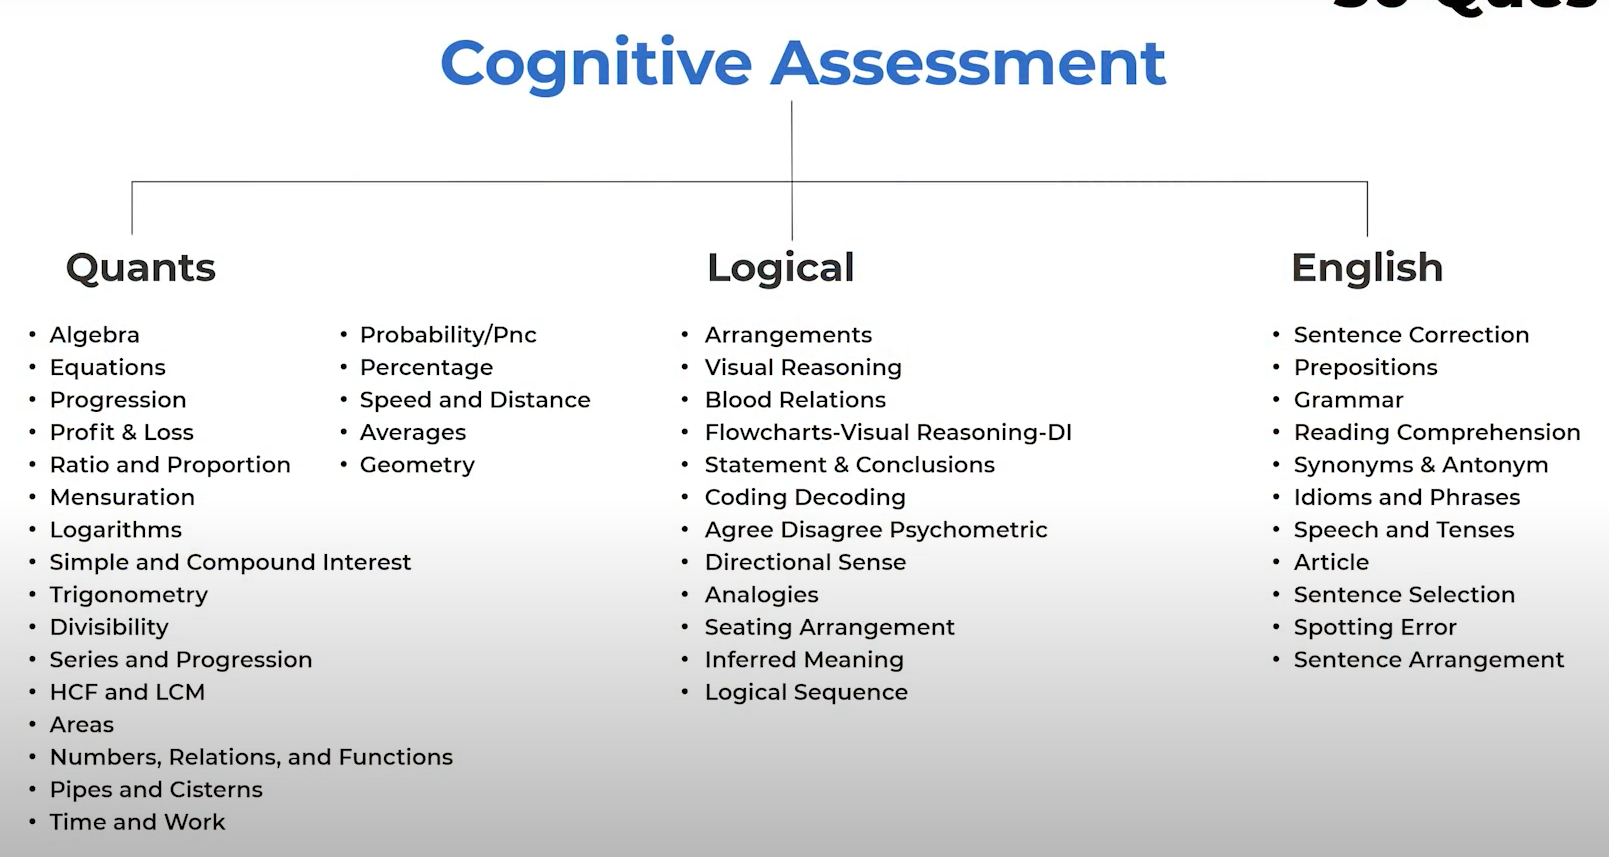 Cognitive Assessment
Quants
• Algebra
• Equations
• Progression
• Profit & Loss
• Ratio and Proportion
• Mensuration
• Logarithms
• Simple and Compound Interest
• Trigonometry
• Divisibility
• Series and Progression
• HCF and LCM
• Areas
• Numbers, Relations, and Functions
• Pipes and Cisterns
• Time and Work
• Probability/Pnc
• Percentage
• Speed and Distance
• Averages
• Geometry
Logical
• Arrangements
• Visual Reasoning
• Blood Relations
• Flowcharts-Visual Reasoning-DI
• Statement & Conclusions
• Coding Decoding
• Agree Disagree Psychometric
• Directional Sense
• Analogies
• Seating Arrangement
• Inferred Meaning
• Logical Sequence
English
• Sentence Correction
• Prepositions
• Grammar
• Reading Comprehension
• Synonyms & Antonym
• Idioms and Phrases
• Speech and Tenses
• Article
• Sentence Selection
• Spotting Error
• Sentence Arrangement